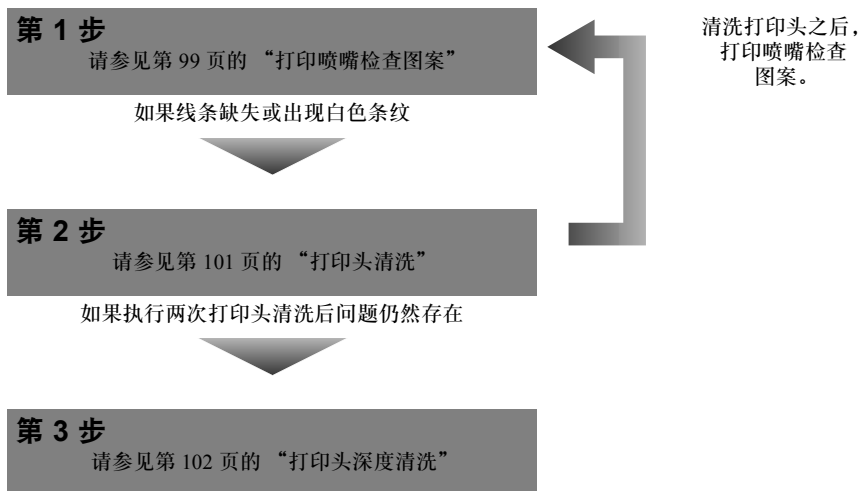 第 1 步
请参见第 99 页的 “打印喷嘴检查图案”
清洗打印头之后，
打印喷嘴检查
图案。
如果线条缺失或出现白色条纹
第 2 步
请参见第 101 页的 “打印头清洗”
如果执行两次打印头清洗后问题仍然存在
第 3 步
请参见第 102 页的 “打印头深度清洗”